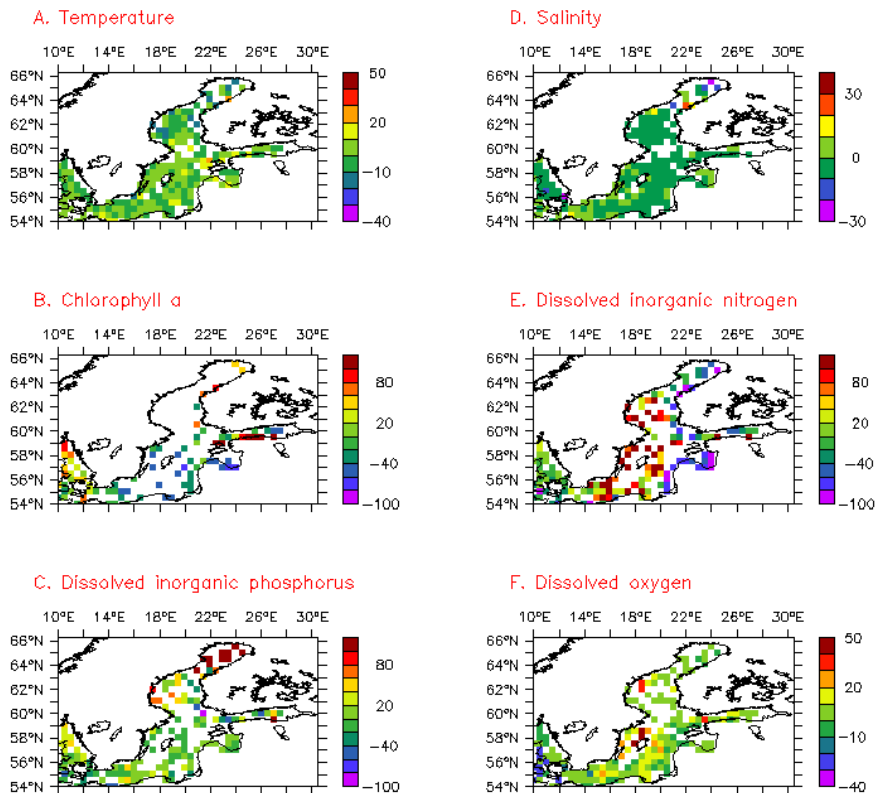 A. Temperature
10°E 14°E 18°E 22°E 26°E 30°E
66°N
64°N
62°N
60°N
58°N
56°N
54°N
50
20
−10
−40
D. Salinity
10°E 14°E 18°E 22°E 26°E 30°E
66°N
64°N
62°N
60°N
58°N
56°N
54°N
30
0
−30
B. Chlorophyll a
10°E 14°E 18°E 22°E 26°E 30°E
66°N
64°N
62°N
60°N
58°N
56°N
54°N
80
20
−40
−100
E. Dissolved inorganic nitrogen
10°E 14°E 18°E 22°E 26°E 30°E
66°N
64°N
62°N
60°N
58°N
56°N
54°N
80
20
−40
−100
C. Dissolved inorganic phosphorus
10°E 14°E 18°E 22°E 26°E 30°E
66°N
64°N
62°N
60°N
58°N
56°N
54°N
80
20
−40
−100
F. Dissolved oxygen
10°E 14°E 18°E 22°E 26°E 30°E
66°N
64°N
62°N
60°N
58°N
56°N
54°N
50
20
−10
−40